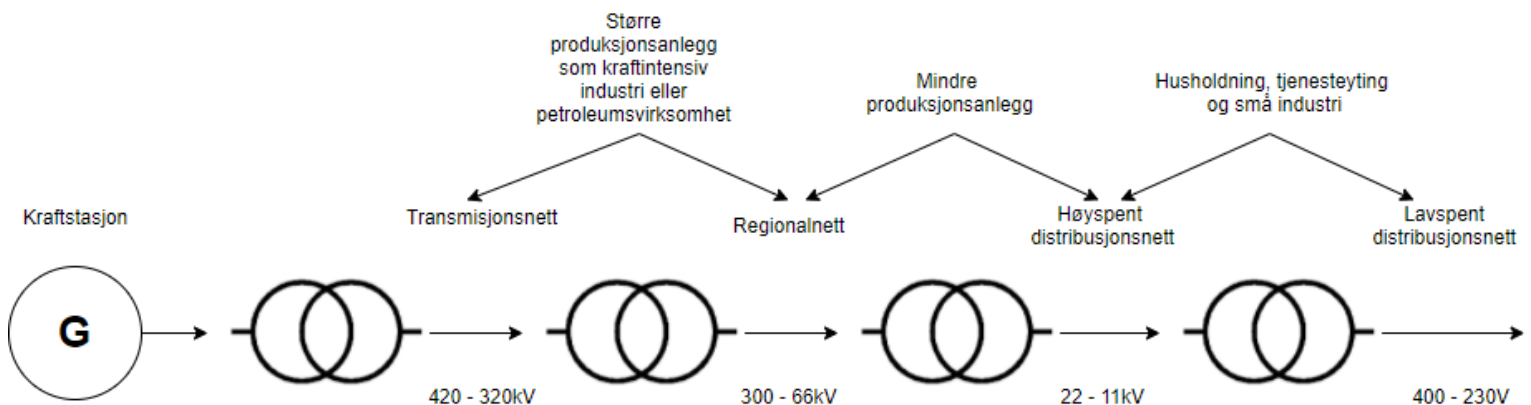 Større
produksjonsanlegg
som kraftintensiv
industri eller
petroleumsvirksomhet
Mindre
produksjonsanlegg
Husholdning, tjenesteyting
og små industri
Kraftstasjon
Transmisjonsnett
Regionalnett
Høyspent
distribusjonsnett
Lavspent
distribusjonsnett
G
420 - 320kV
300 - 66kV
22 - 11kV
400 - 230V